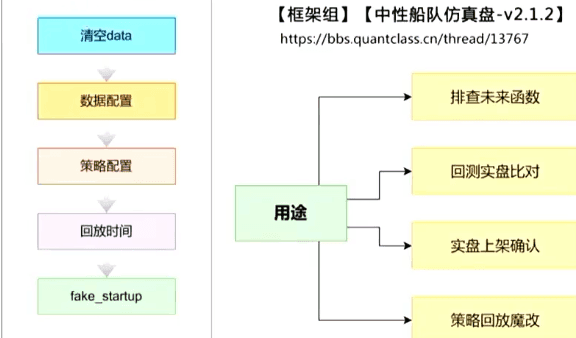 清空data
数据配置
策略配置
回放时间
fake_startup
【框架组】【中性船队仿真盘-v2.1.2】
https://bbs.quantclass.cn/thread/13767
用途
排查未来函数
回测实盘比对
实盘上架确认
策略回放魔改